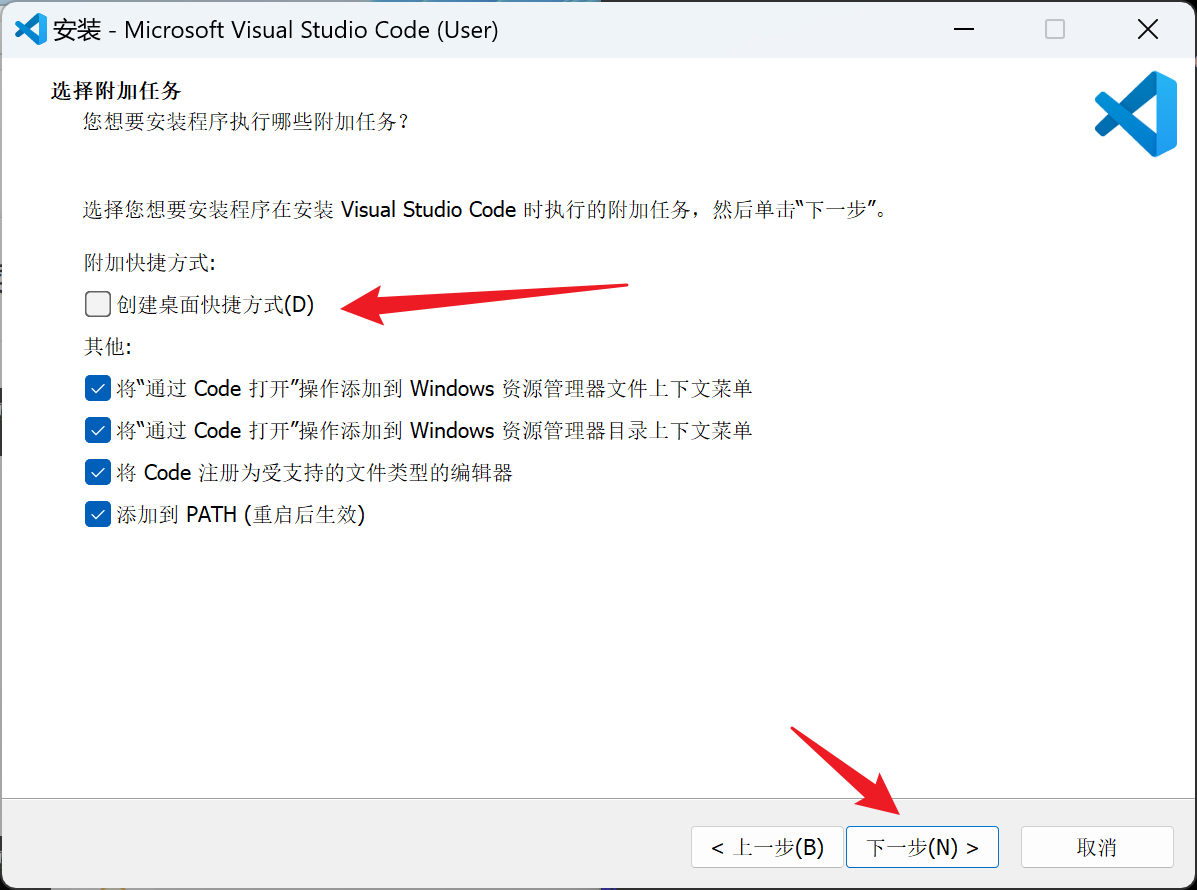 安装 - Microsoft Visual Studio Code (User)
选择附加任务
您想要安装程序执行哪些附加任务？
选择您想要安装程序在安装 Visual Studio Code 时执行的附加任务，然后单击“下一步”。
附加快捷方式:
创建桌面快捷方式(D)
其他:
将“通过 Code 打开”操作添加到 Windows 资源管理器文件上下文菜单
将“通过 Code 打开”操作添加到 Windows 资源管理器目录上下文菜单
将 Code 注册为受支持的文件类型的编辑器
添加到 PATH (重启后生效)
< 上一步(B) 下一步(N) > 取消